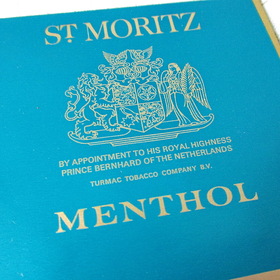 ST. MORITZ
BY APPOINTMENT TO HIS ROYAL HIGHNESS
PRINCE BERNHARD OF THE NETHERLANDS
TURMAC TOBACCO COMPANY B.V.
MENTHOL